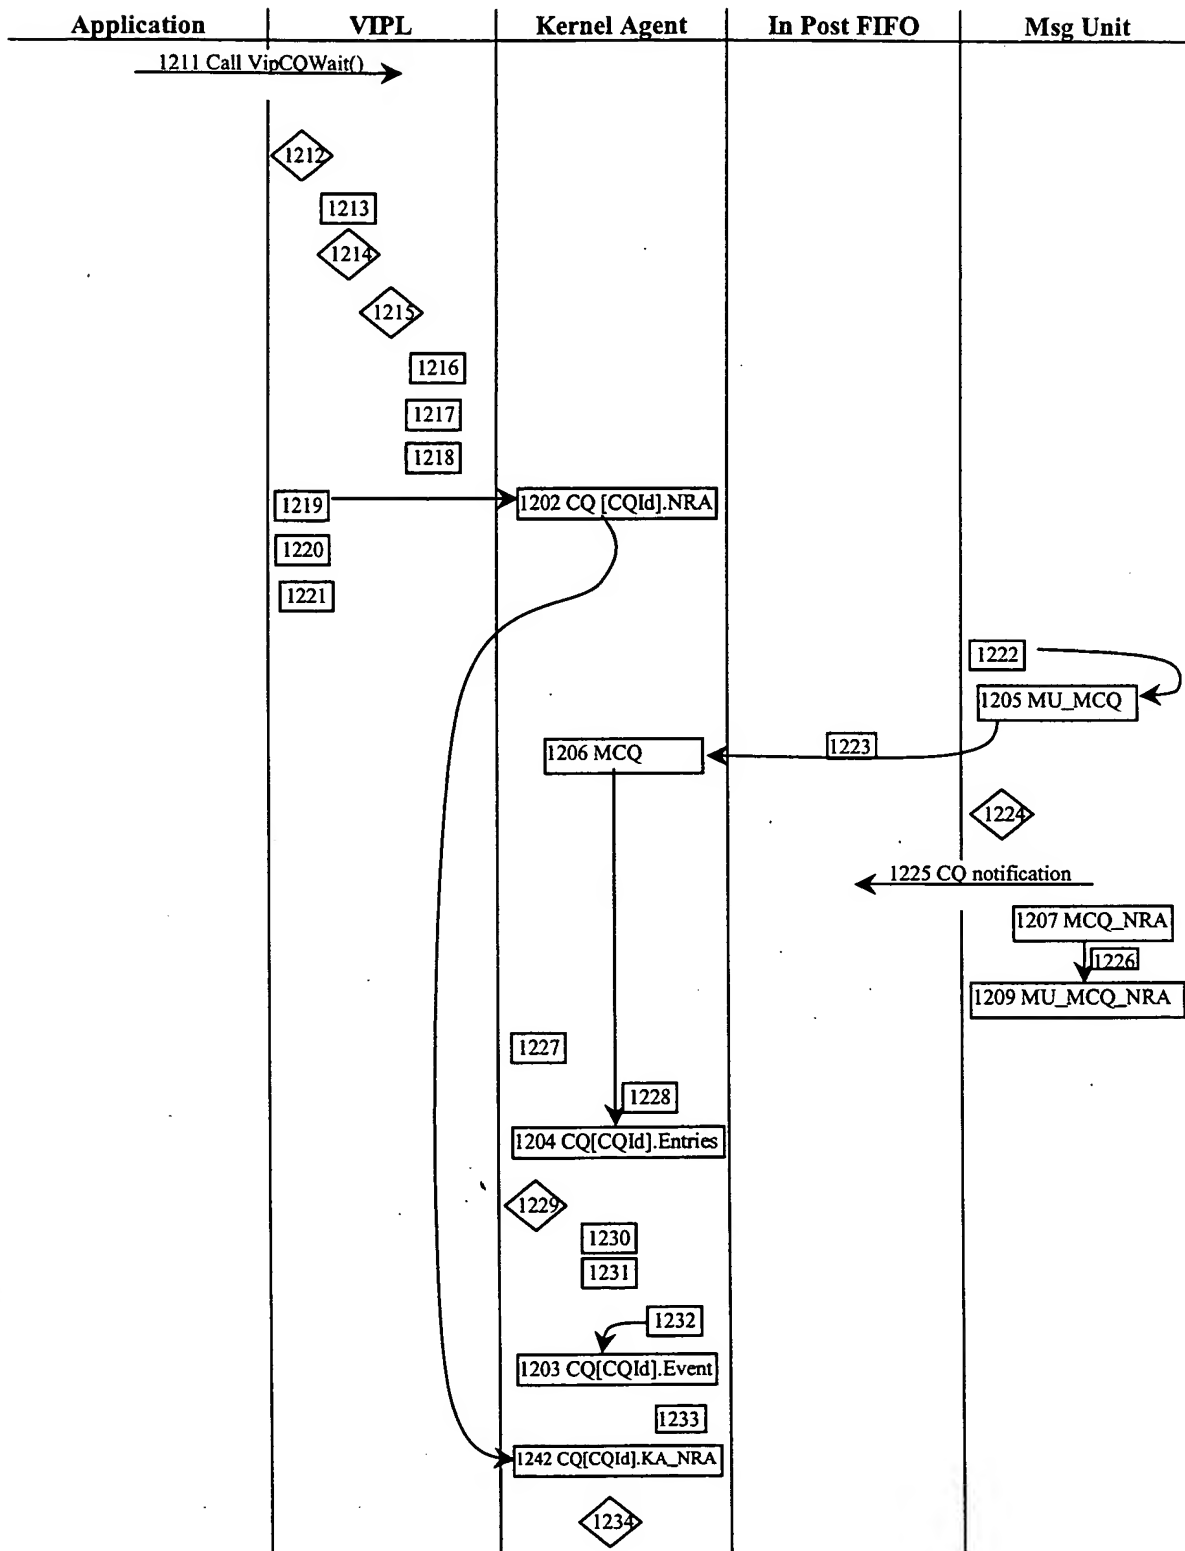 Application VIPL Kernel Agent In Post FIFO Msg Unit
1211 Call VipCQWait()
1212
1213
1214
1215
1216
1217
1218
1219
1202 CQ [CQId].NRA
1220
1221
1222
1205 MU_MCQ
1223
1206 MCQ
1224
1225 CQ notification
1207 MCQ_NRA
1226
1209 MU_MCQ_NRA
1227
1228
1204 CQ[CQId].Entries
1229
1230
1231
1232
1203 CQ[CQId].Event
1233
1242 CQ[CQId].KA_NRA
1234